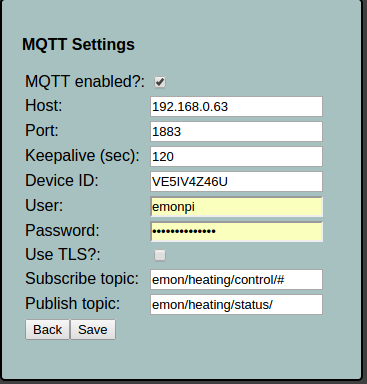 MQTT Settings
MQTT enabled?:
Host: 192.168.0.63
Port: 1883
Keepalive (sec): 120
Device ID: VE5IV4Z46U
User: emonpi
Password: ••••••••••••••
Use TLS?:
Subscribe topic: emon/heating/control/#
Publish topic: emon/heating/status/
Back Save